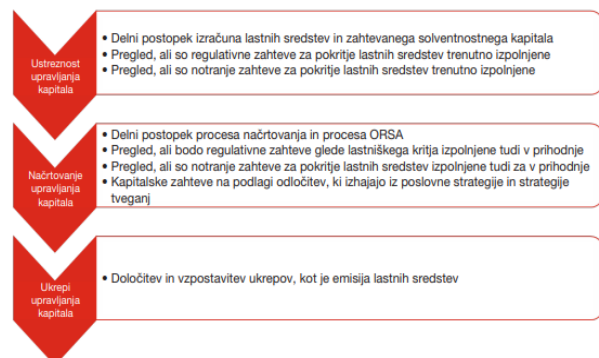 Ustreznost
upravljanja
kapitala
• Delni postopek izračuna lastnih sredstev in zahtevanega solventnostnega kapitala
• Pregled, ali so regulativne zahteve za pokritje lastnih sredstev trenutno izpolnjene
• Pregled, ali so notranje zahteve za pokritje lastnih sredstev trenutno izpolnjene
Načrtovanje
upravljanja
kapitala
• Delni postopek procesa načrtovanja in procesa ORSA
• Pregled, ali bodo regulativne zahteve glede lastniškega kritja izpolnjene tudi v prihodnje
• Pregled, ali so notranje zahteve za pokritje lastnih sredstev izpolnjene tudi za v prihodnje
• Kapitalske zahteve na podlagi odločitev, ki izhajajo iz poslovne strategije in strategije
tveganj
Ukrepi
upravljanja
kapitala
• Določitev in vzpostavitev ukrepov, kot je emisija lastnih sredstev